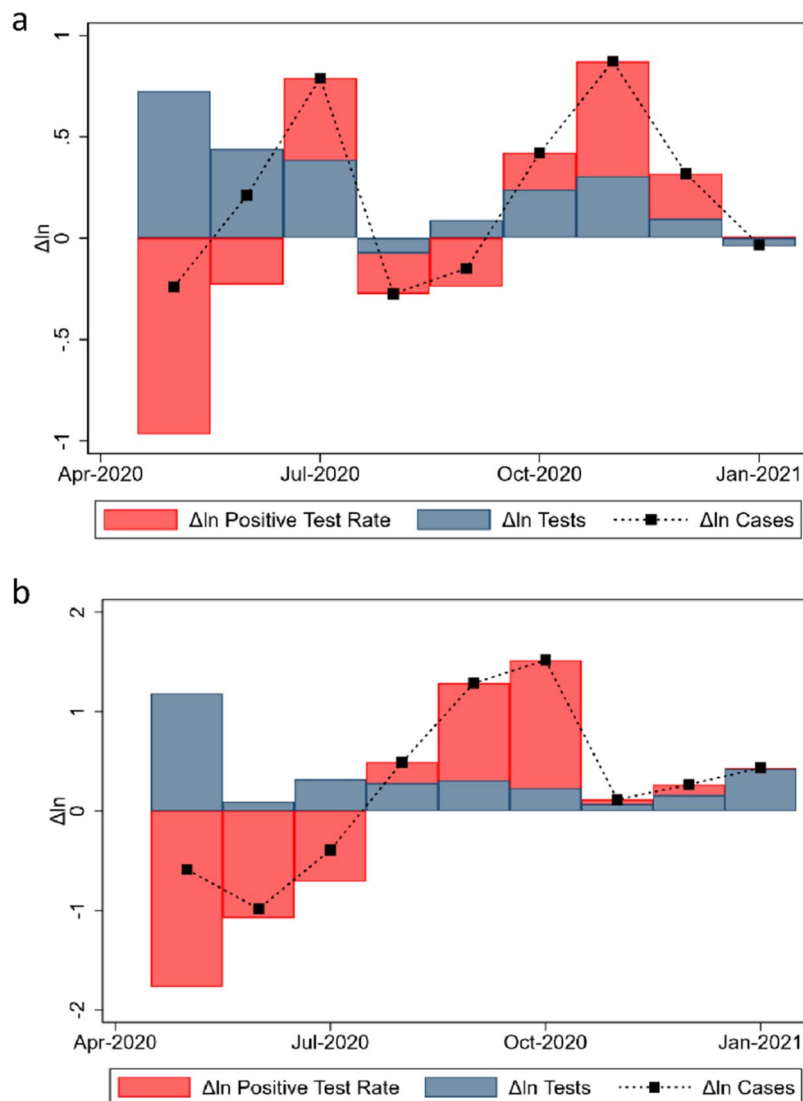 a
1
.5
0
-.5
-1
Δln
Apr-2020 Jul-2020 Oct-2020 Jan-2021
Δln Positive Test Rate Δln Tests Δln Cases
b
2
1
0
-1
-2
Δln
Apr-2020 Jul-2020 Oct-2020 Jan-2021
Δln Positive Test Rate Δln Tests Δln Cases